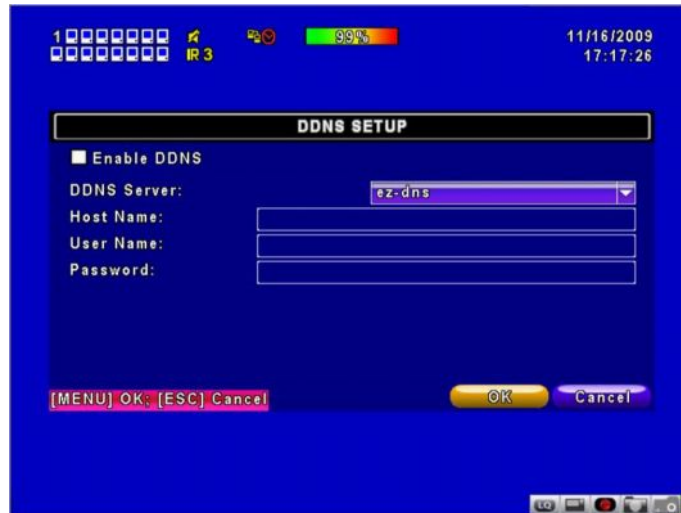 1
99%
11/16/2009
IR 3
17:17:26
DDNS SETUP
Enable DDNS
DDNS Server:
ez-dns
Host Name:
User Name:
Password:
[MENU] OK; [ESC] Cancel
OK
Cancel
LQ